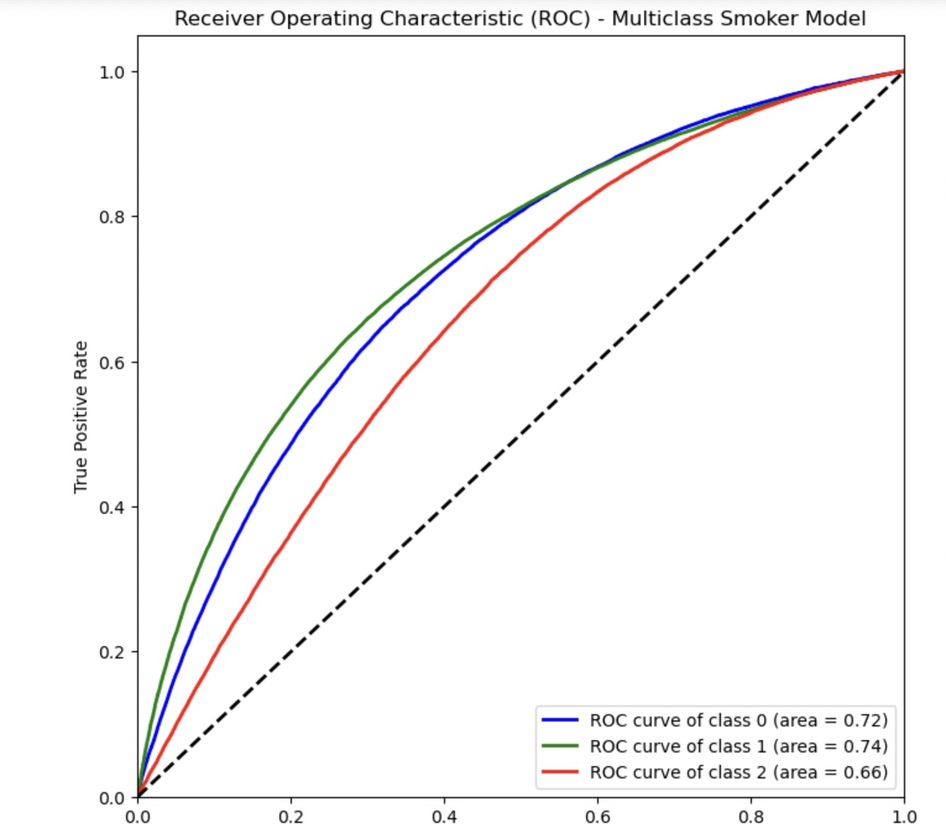 Receiver Operating Characteristic (ROC) - Multiclass Smoker Model
1.0
0.8
0.6
0.4
0.2
0.0
True Positive Rate
0.0 0.2 0.4 0.6 0.8 1.0
ROC curve of class 0 (area = 0.72)
ROC curve of class 1 (area = 0.74)
ROC curve of class 2 (area = 0.66)